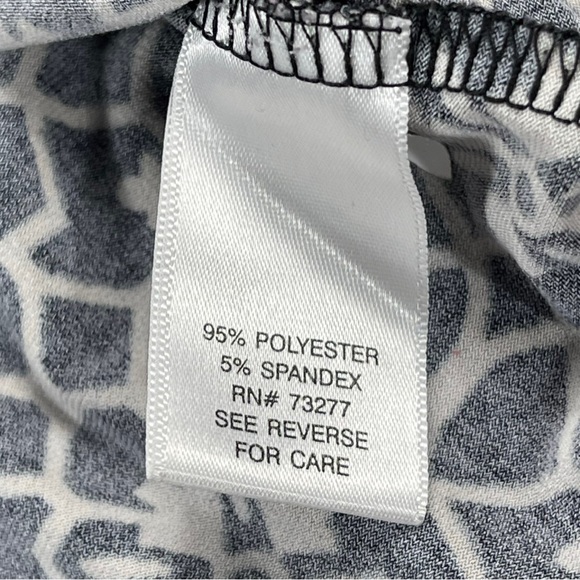 95% POLYESTER
5% SPANDEX
RN# 73277
SEE REVERSE
FOR CARE